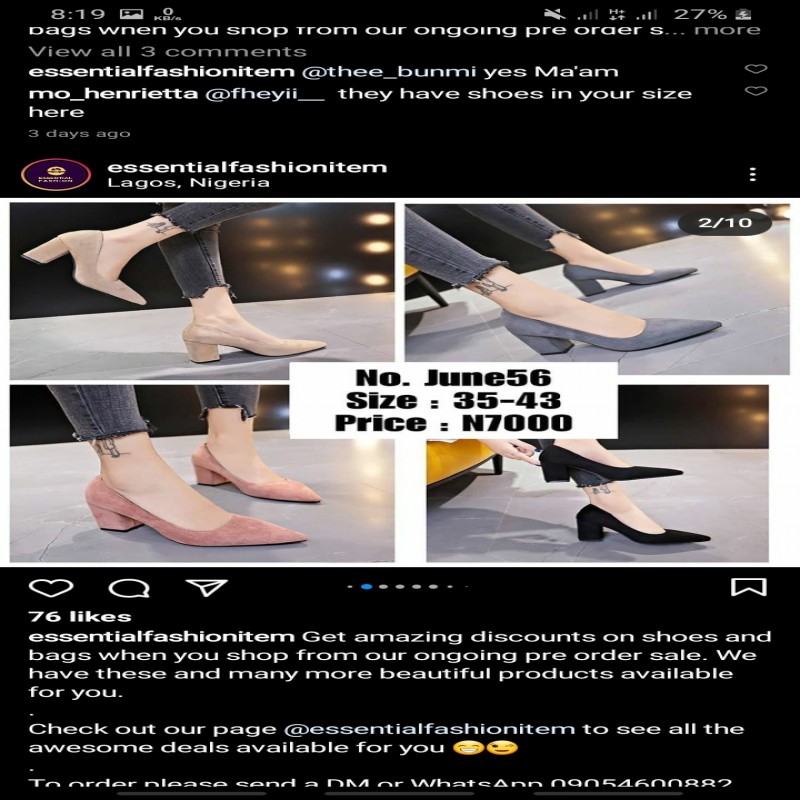 8:19
0
KB/s
H+
27%
bags when you shop from our ongoing pre order s... more
View all 3 comments
essentialfashionitem @thee_bunmi yes Ma'am
mo_henrietta @fheyii__ they have shoes in your size
here
3 days ago
ESSENTIAL
FASHION
essentialfashionitem
Lagos, Nigeria
2/10
No. June56
Size : 35-43
Price : N7000
76 likes
essentialfashionitem Get amazing discounts on shoes and
bags when you shop from our ongoing pre order sale. We
have these and many more beautiful products available
for you.
.
Check out our page @essentialfashionitem to see all the
awesome deals available for you 😁😉
.
To order please send a DM or WhatsApp 09054600882